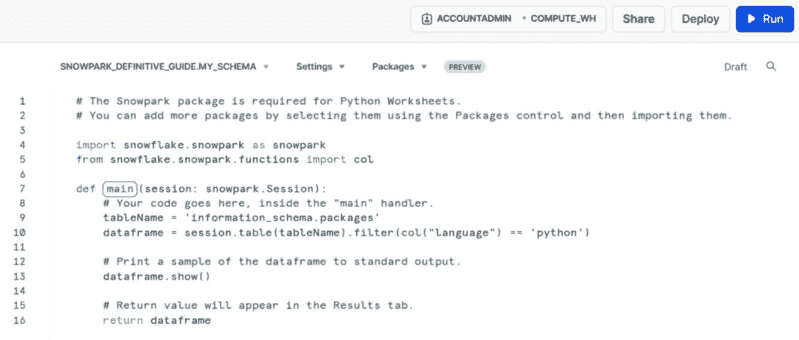 ACCOUNTADMIN • COMPUTE_WH Share Deploy Run
SNOWPARK_DEFINITIVE_GUIDE.MY_SCHEMA Settings Packages PREVIEW Draft
1 # The Snowpark package is required for Python Worksheets.
2 # You can add more packages by selecting them using the Packages control and then importing them.
3
4 import snowflake.snowpark as snowpark
5 from snowflake.snowpark.functions import col
6
7 def main(session: snowpark.Session):
8 # Your code goes here, inside the "main" handler.
9 tableName = 'information_schema.packages'
10 dataframe = session.table(tableName).filter(col("language") == 'python')
11
12 # Print a sample of the dataframe to standard output.
13 dataframe.show()
14
15 # Return value will appear in the Results tab.
16 return dataframe